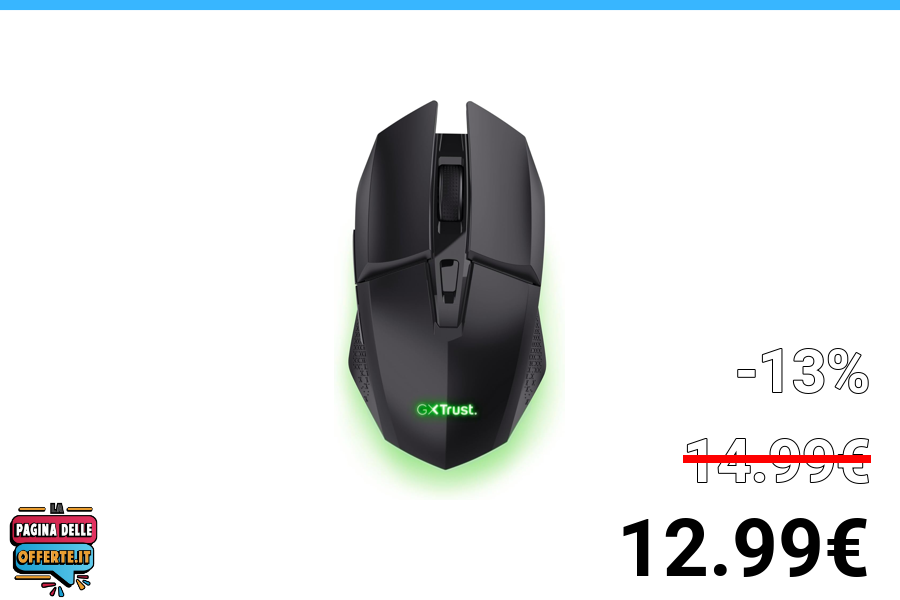 GXTrust.
-13%
14.99€
12.99€
LA
PAGINA DELLE
OFFERTE.IT